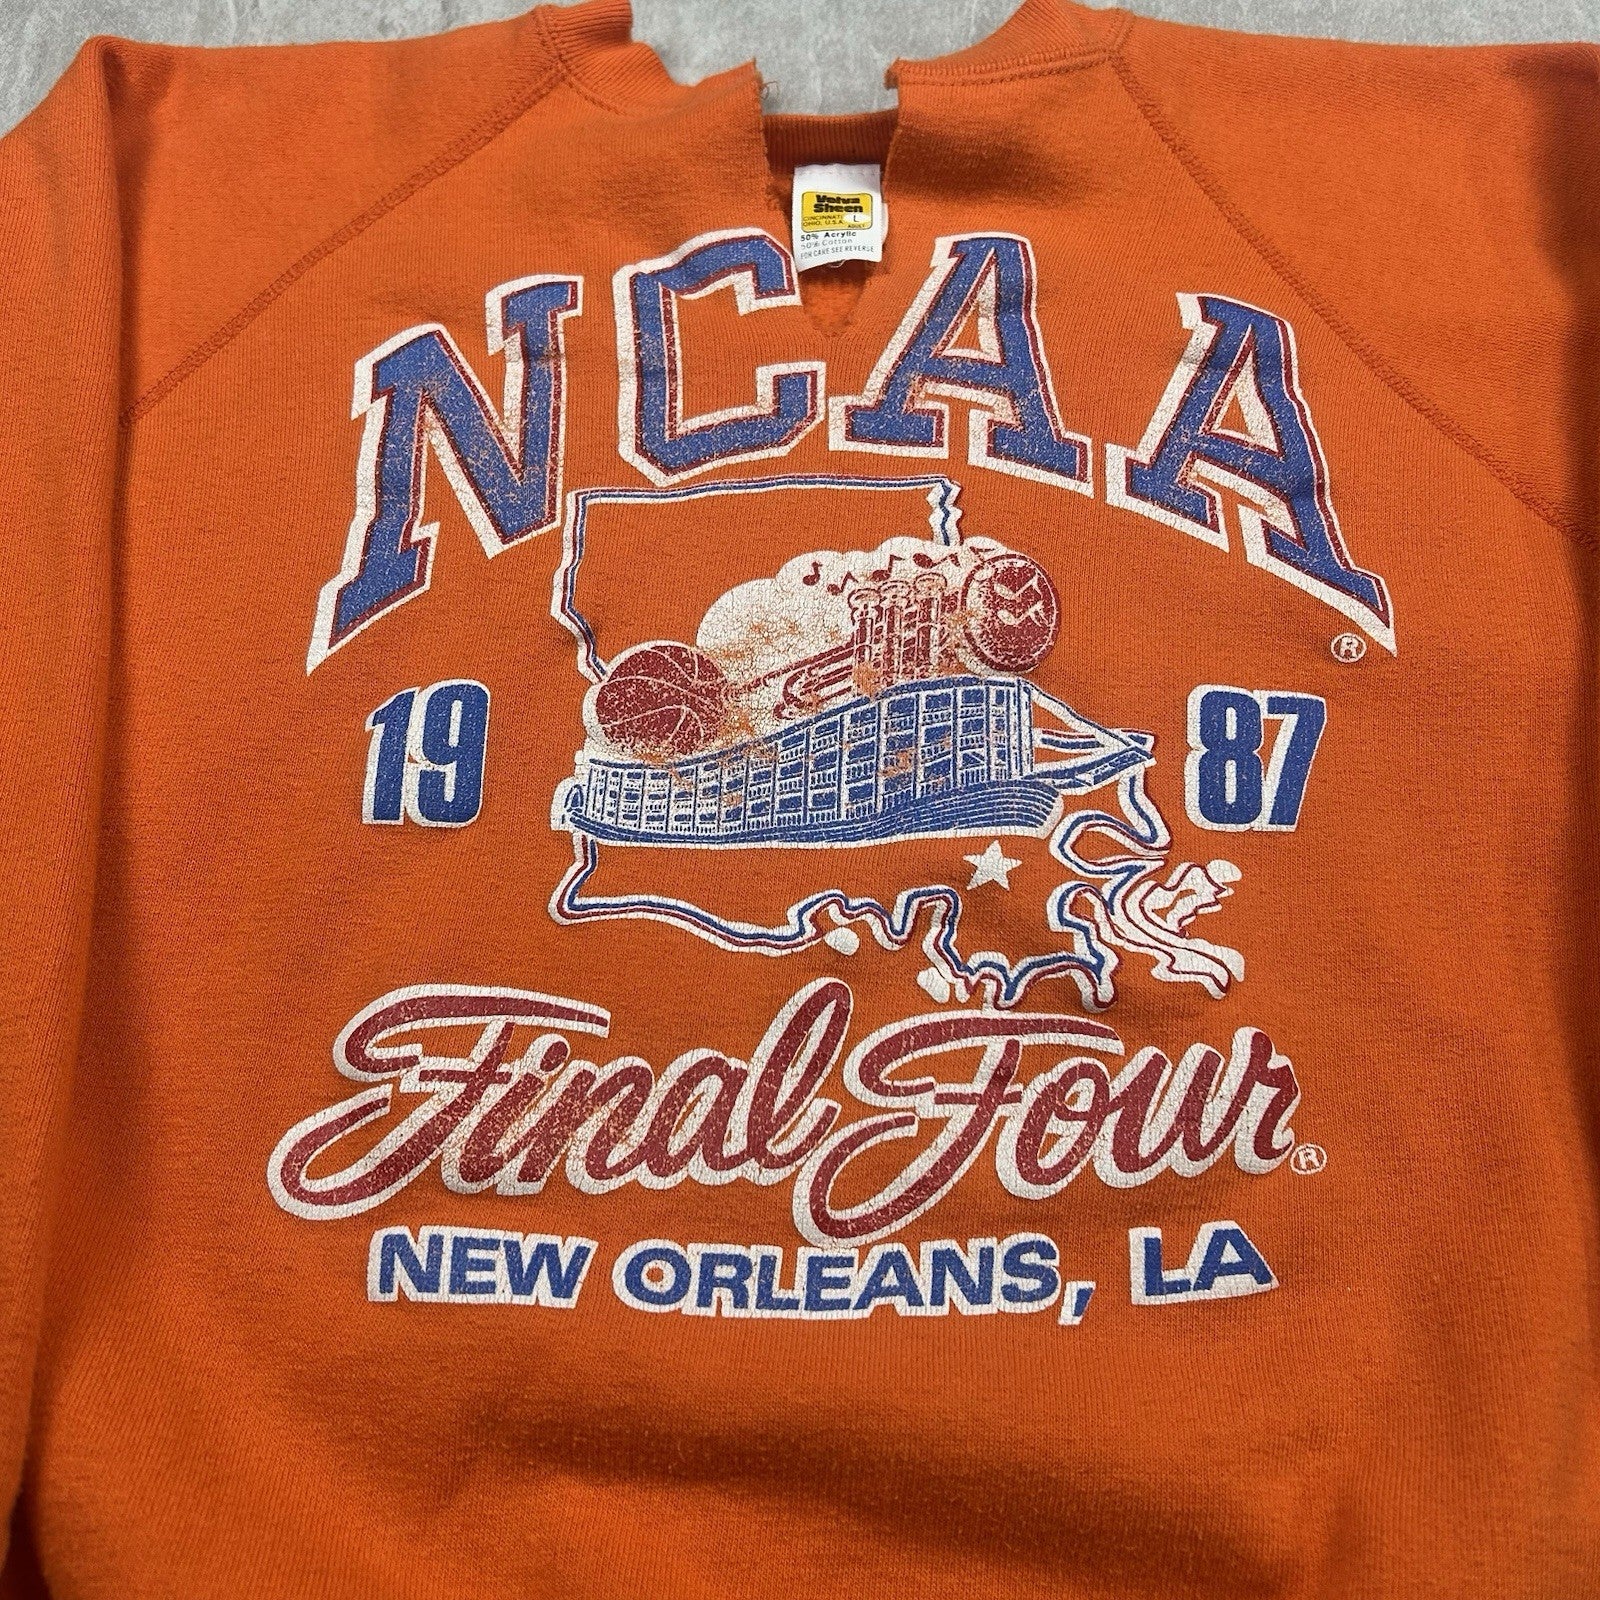 Velva
Sheen
CINCINNATI
OHIO, U.S.A.
L
ADULT
50% Acrylic
50% Cotton
FOR CARE SEE REVERSE
NCAA ®
19 87
Final Four ®
NEW ORLEANS, LA